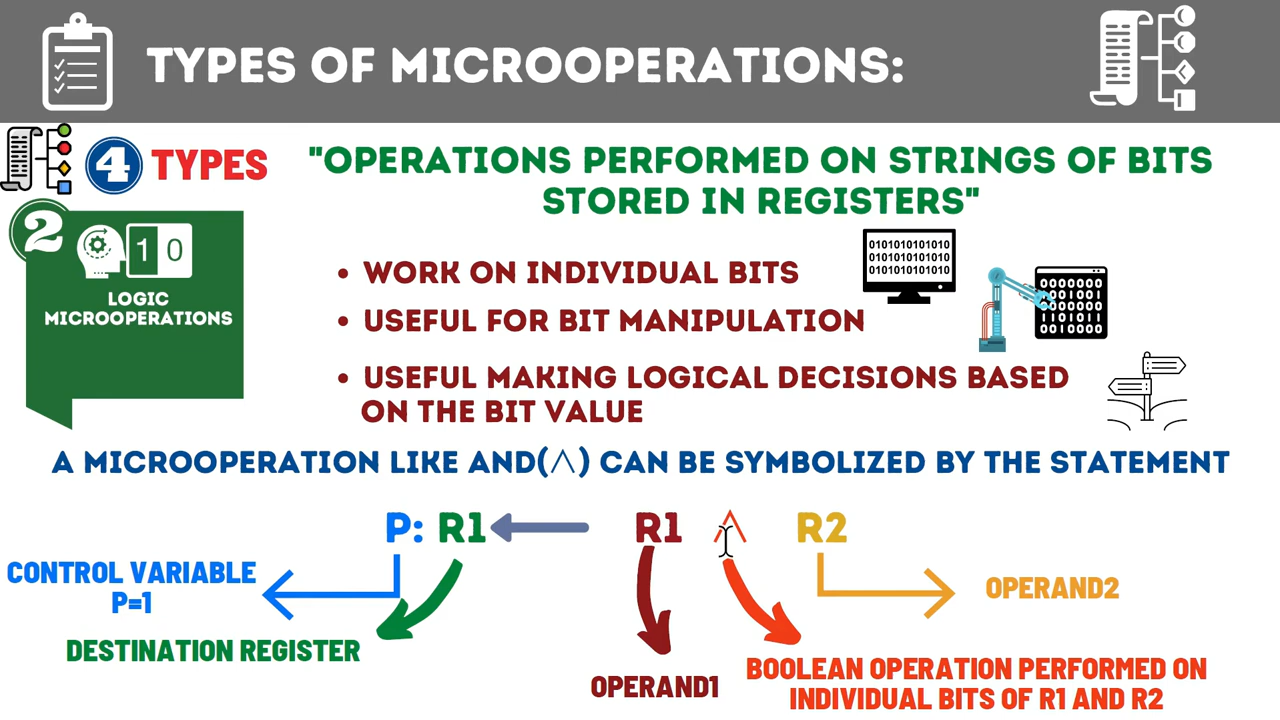 TYPES OF MICROOPERATIONS:
4 TYPES
"OPERATIONS PERFORMED ON STRINGS OF BITS
STORED IN REGISTERS"
2
1 0
LOGIC
MICROOPERATIONS
• WORK ON INDIVIDUAL BITS
• USEFUL FOR BIT MANIPULATION
• USEFUL MAKING LOGICAL DECISIONS BASED
ON THE BIT VALUE
0101010101010
0101010101010
0101010101010
A MICROOPERATION LIKE AND(∧) CAN BE SYMBOLIZED BY THE STATEMENT
P: R1 ← R1 ∧ R2
CONTROL VARIABLE
P=1
DESTINATION REGISTER
OPERAND1
BOOLEAN OPERATION PERFORMED ON
INDIVIDUAL BITS OF R1 AND R2
OPERAND2